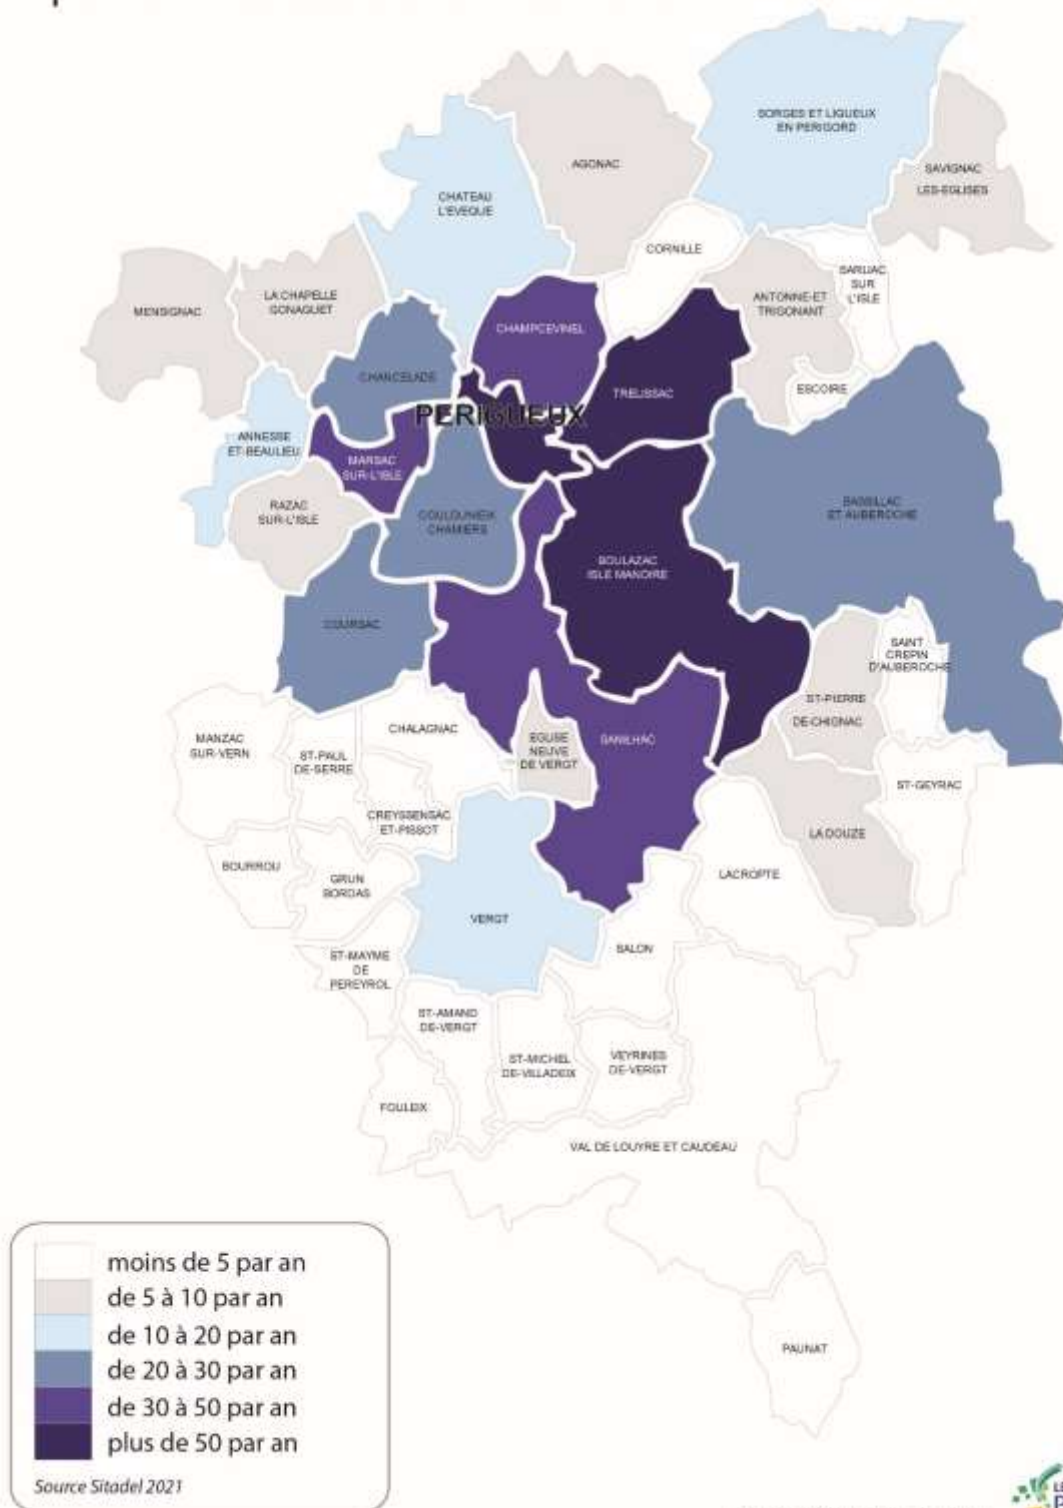 SORGES ET LIGUEUX
EN PERIGORD
AGONAC
SAVIGNAC
LES-EGLISES
CHATEAU
L'EVEQUE
CORNILLE
SARLIAC
SUR
L'ISLE
LA CHAPELLE
GONAGUET
ANTONNE-ET
TRIGONANT
MENSIGNAC
CHAMPCEVINEL
CHANCELADE
ESCOIRE
TRELISSAC
PERIGUEUX
ANNESSE
ET-BEAULIEU
MARSAC
SUR-L'ISLE
RAZAC
SUR-L'ISLE
COULOUNIEIX
CHAMIERS
BASSILLAC
ET AUBEROCHE
BOULAZAC
ISLE MANOIRE
COURSAC
SAINT
CREPIN
D'AUBEROCHE
ST-PIERRE
DE-CHIGNAC
CHALAGNAC
MANZAC
SUR-VERN
ST-PAUL
DE-SERRE
EGLISE
NEUVE
DE VERGT
SANILHAC
ST-GEYRAC
CREYSSENSAC
ET-PISSOT
LA DOUZE
BOURROU
GRUN
BORDAS
LACROPTE
VERGT
SALON
ST-MAYME
DE
PEREYROL
ST-AMAND
DE-VERGT
ST-MICHEL
DE-VILLADEIX
VEYRINES
DE-VERGT
FOULEIX
VAL DE LOUYRE ET CAUDEAU
PAUNAT
moins de 5 par an
de 5 à 10 par an
de 10 à 20 par an
de 20 à 30 par an
de 30 à 50 par an
plus de 50 par an
Source Sitadel 2021